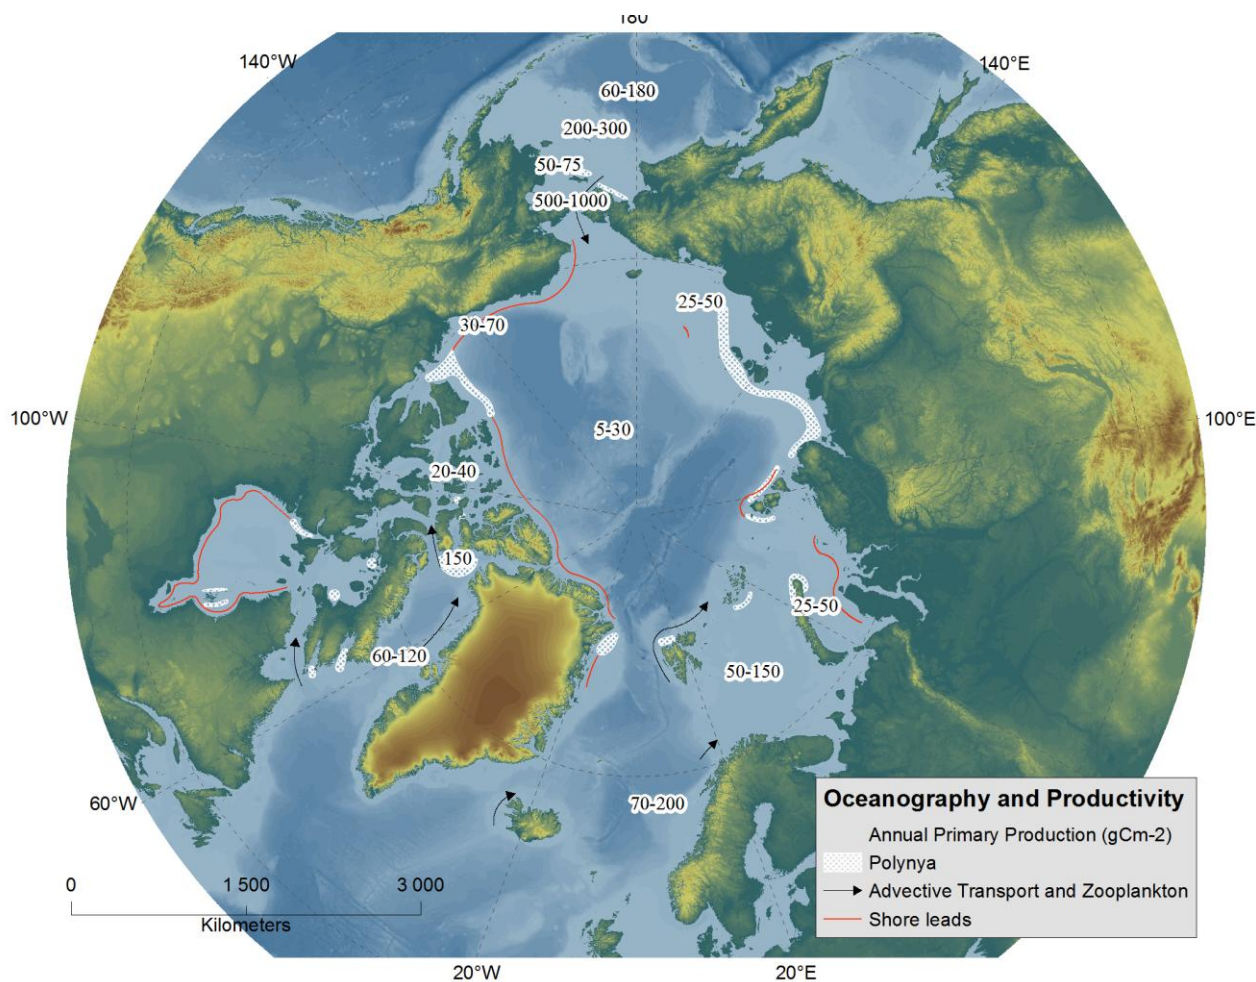 180
140°W
140°E
60-180
200-300
50-75
500-1000
25-50
30-70
100°W
100°E
5-30
20-40
150
25-50
60-120
50-150
60°W
70-200
Oceanography and Productivity
Annual Primary Production (gCm-2)
Polynya
Advective Transport and Zooplankton
Shore leads
0 1 500 3 000
Kilometers
20°W
20°E